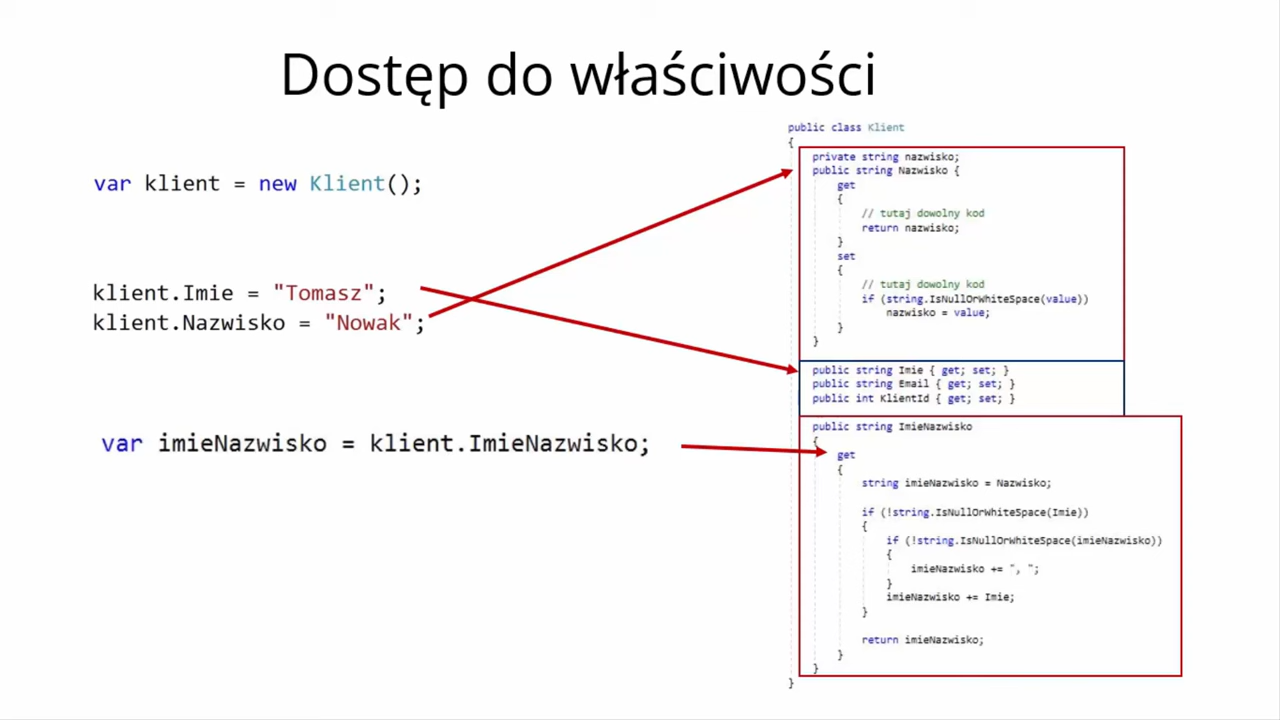 Dostęp do właściwości
var klient = new Klient();
klient.Imie = "Tomasz";
klient.Nazwisko = "Nowak";
var imieNazwisko = klient.ImieNazwisko;
public class Klient
{
private string nazwisko;
public string Nazwisko {
get
{
// tutaj dowolny kod
return nazwisko;
}
set
{
// tutaj dowolny kod
if (string.IsNullOrWhiteSpace(value))
nazwisko = value;
}
}
public string Imie { get; set; }
public string Email { get; set; }
public int KlientId { get; set; }
public string ImieNazwisko
{
get
{
string imieNazwisko = Nazwisko;
if (!string.IsNullOrWhiteSpace(Imie))
{
if (!string.IsNullOrWhiteSpace(imieNazwisko))
{
imieNazwisko += ", ";
}
imieNazwisko += Imie;
}
return imieNazwisko;
}
}
}